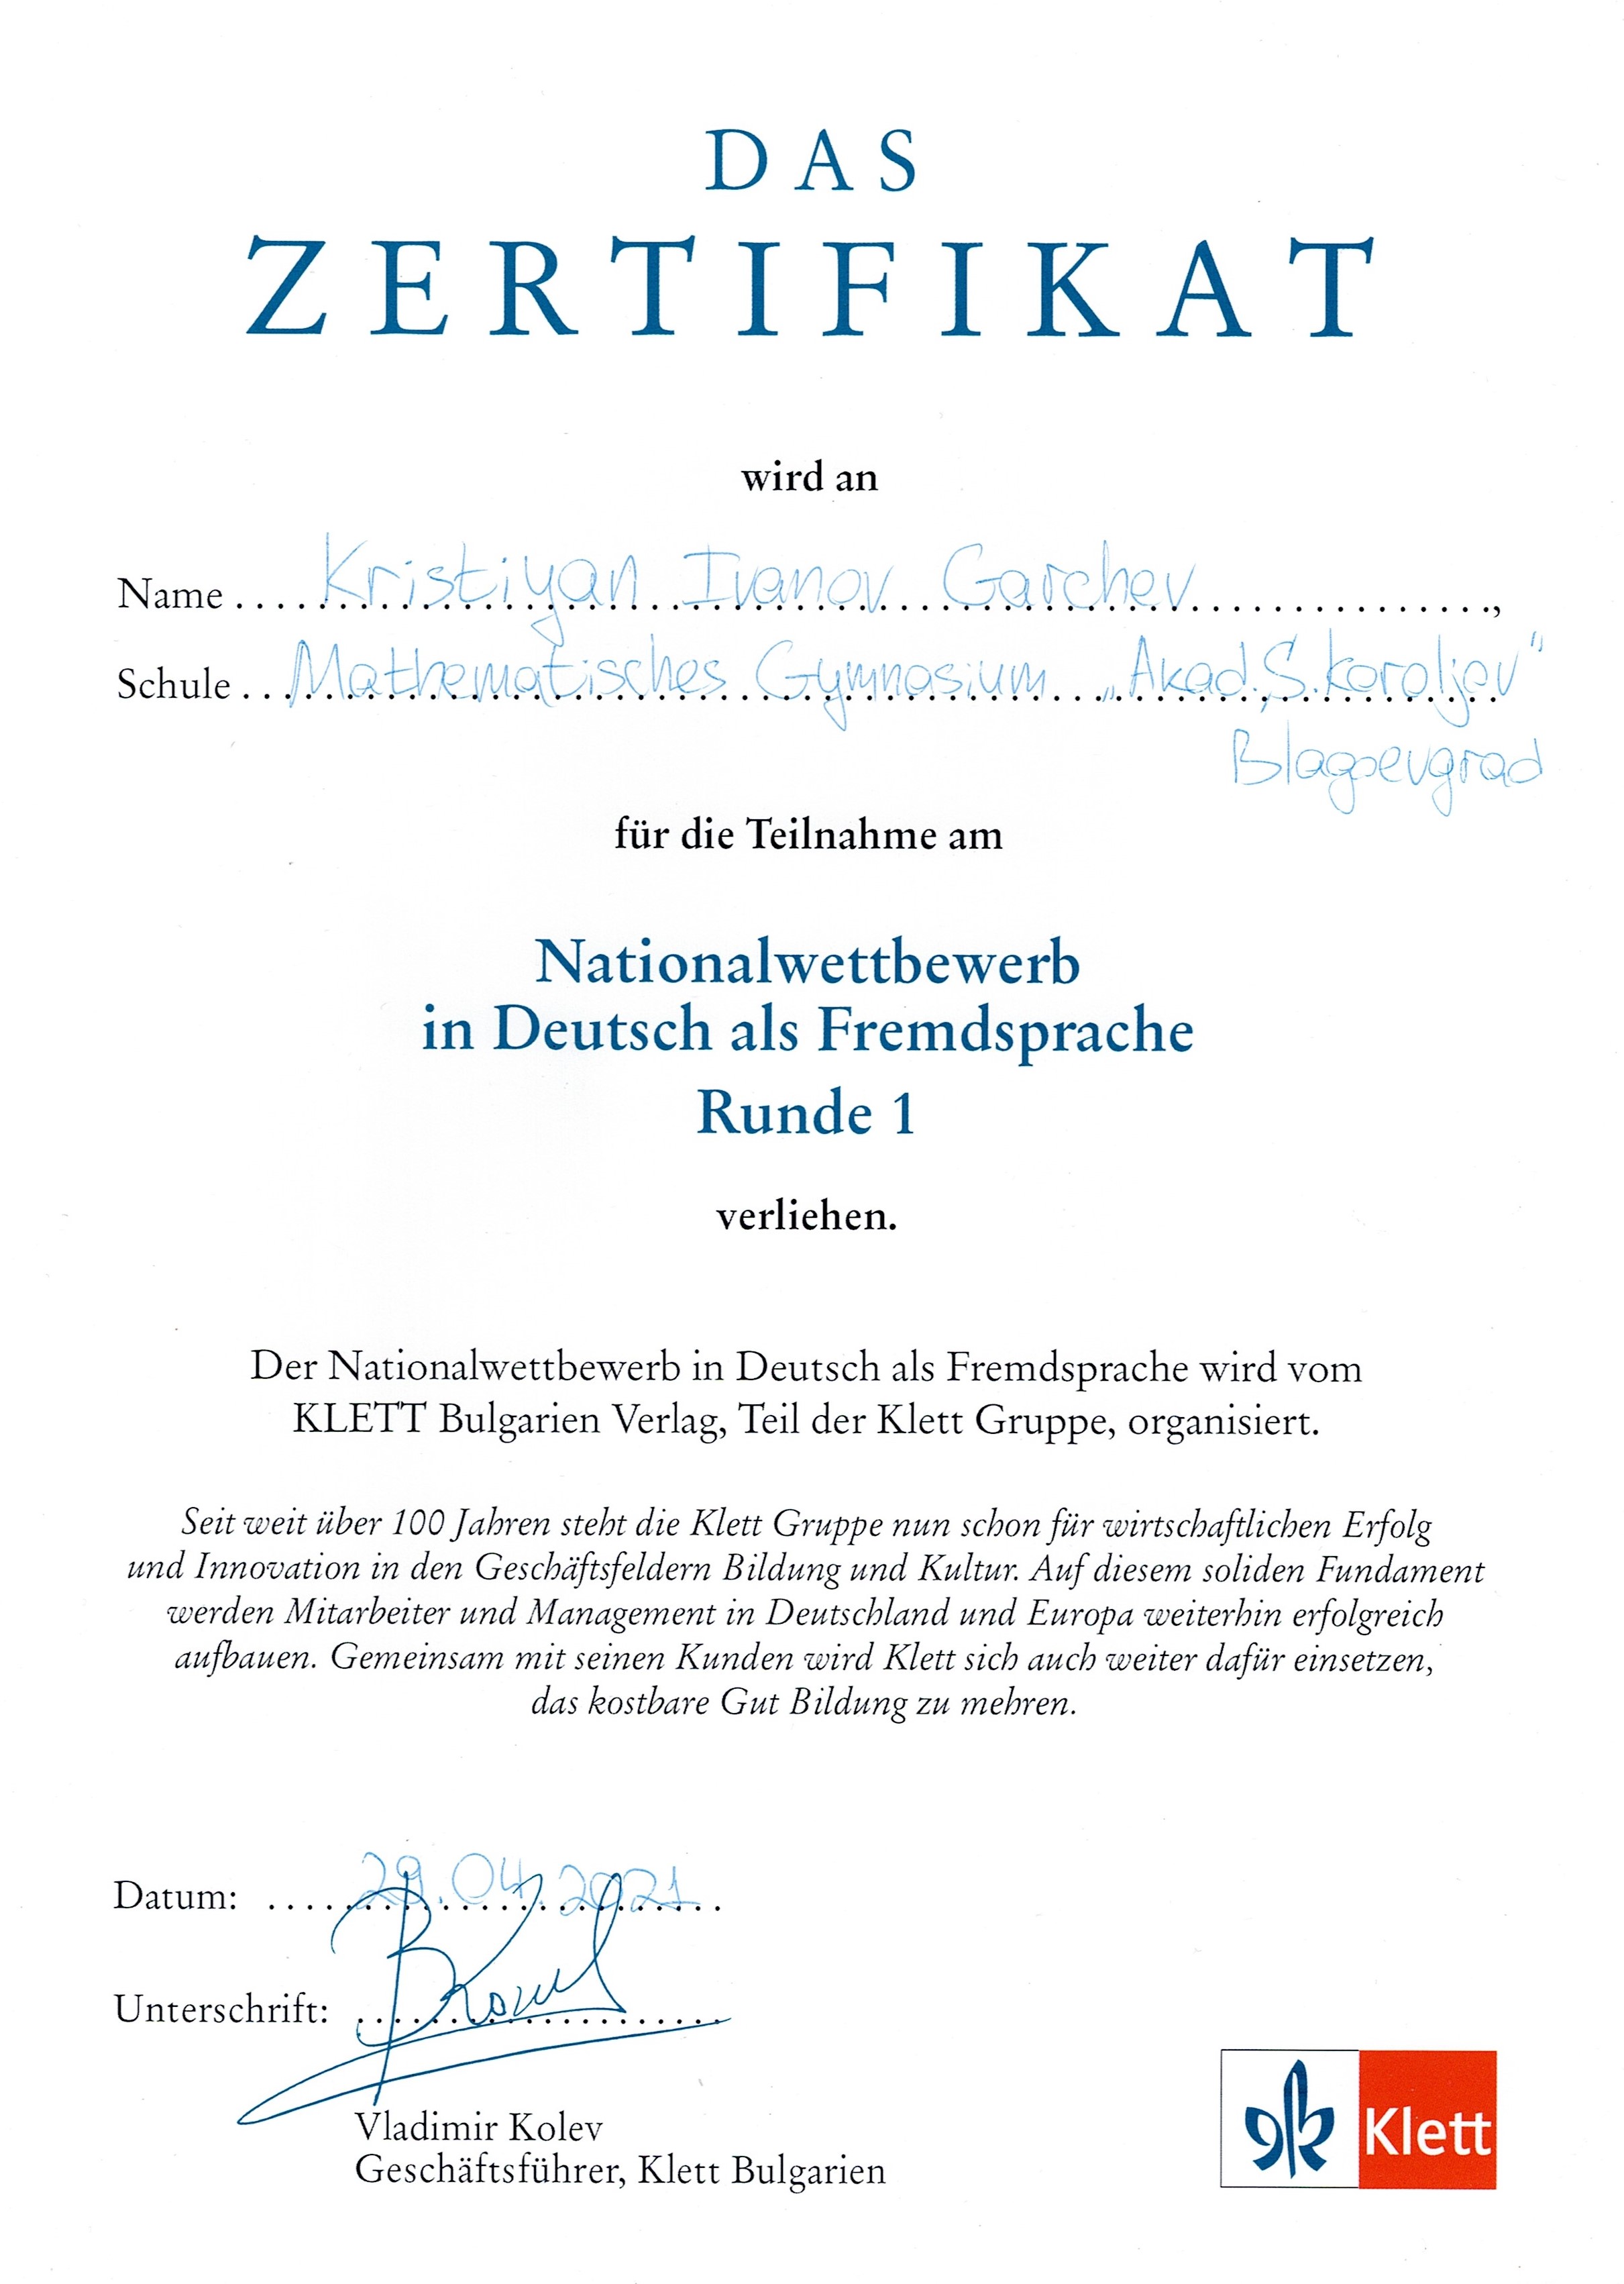 DAS
ZERTIFIKAT
wird an
Name .... Kristiyan Ivanov Garchev ....,
Schule ... Mathematisches Gymnasium „Akad. S. Koroljov"
Blagoevgrad
für die Teilnahme am
Nationalwettbewerb
in Deutsch als Fremdsprache
Runde 1
verliehen.
Der Nationalwettbewerb in Deutsch als Fremdsprache wird vom
KLETT Bulgarien Verlag, Teil der Klett Gruppe, organisiert.
Seit weit über 100 Jahren steht die Klett Gruppe nun schon für wirtschaftlichen Erfolg
und Innovation in den Geschäftsfeldern Bildung und Kultur. Auf diesem soliden Fundament
werden Mitarbeiter und Management in Deutschland und Europa weiterhin erfolgreich
aufbauen. Gemeinsam mit seinen Kunden wird Klett sich auch weiter dafür einsetzen,
das kostbare Gut Bildung zu mehren.
Datum: .... 29.04.2021
Unterschrift: ....
Vladimir Kolev
Geschäftsführer, Klett Bulgarien
Klett